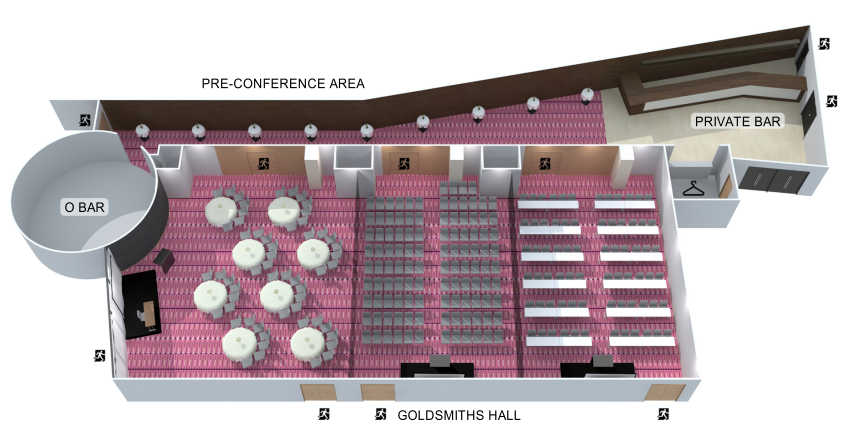 PRE-CONFERENCE AREA
PRIVATE BAR
O BAR
GOLDSMITHS HALL